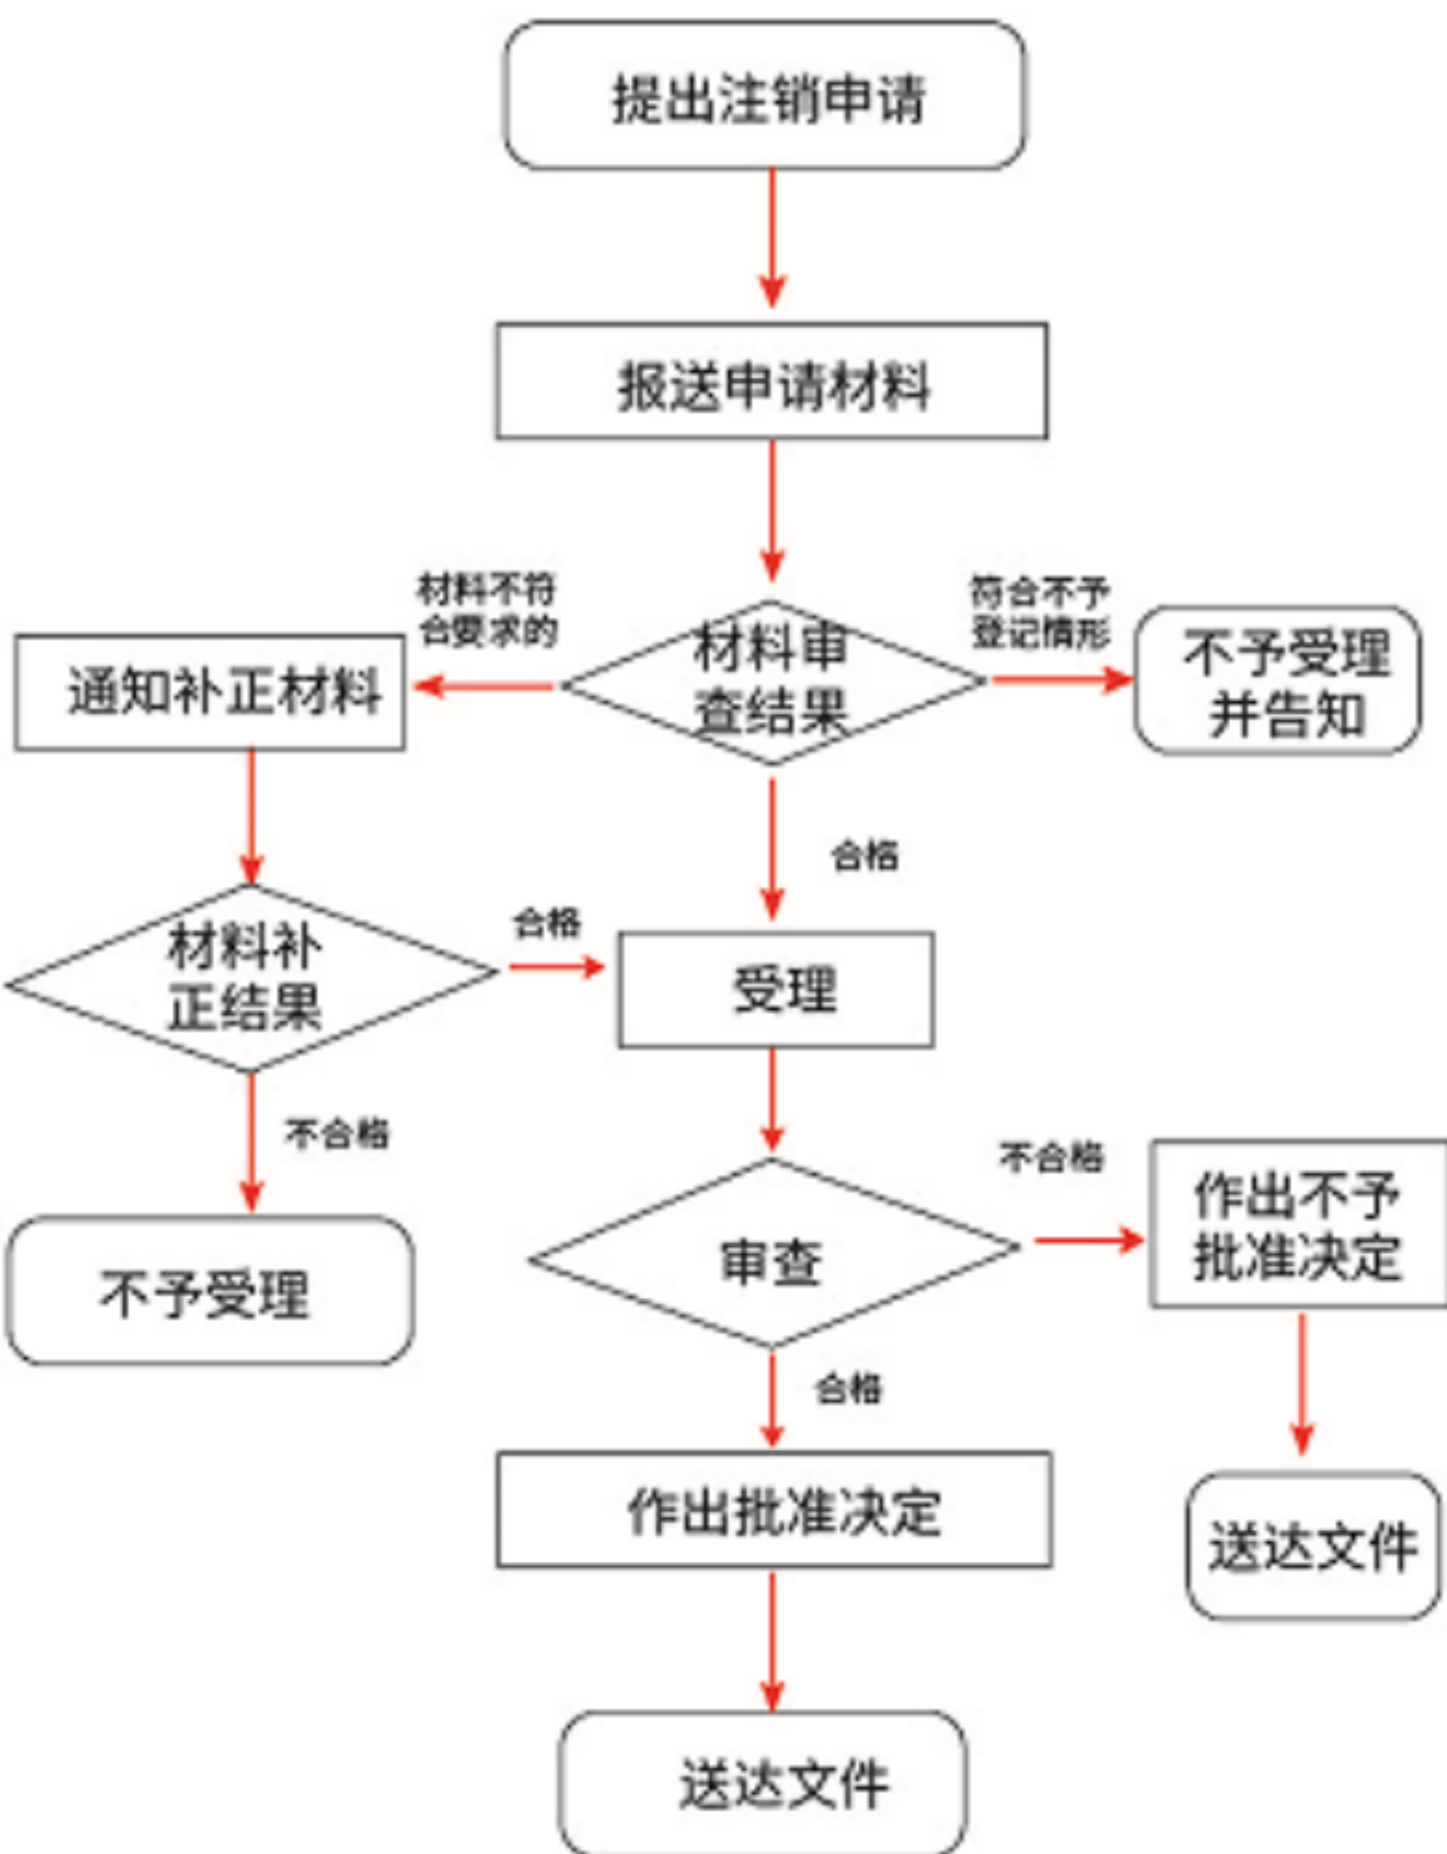 提出注销申请
报送申请材料
材料不符
合要求的
符合不予
登记情形
通知补正材料
材料审
查结果
不予受理
并告知
合格
材料补
正结果
合格
受理
不合格
不合格
作出不予
批准决定
不予受理
审查
合格
作出批准决定
送达文件
送达文件